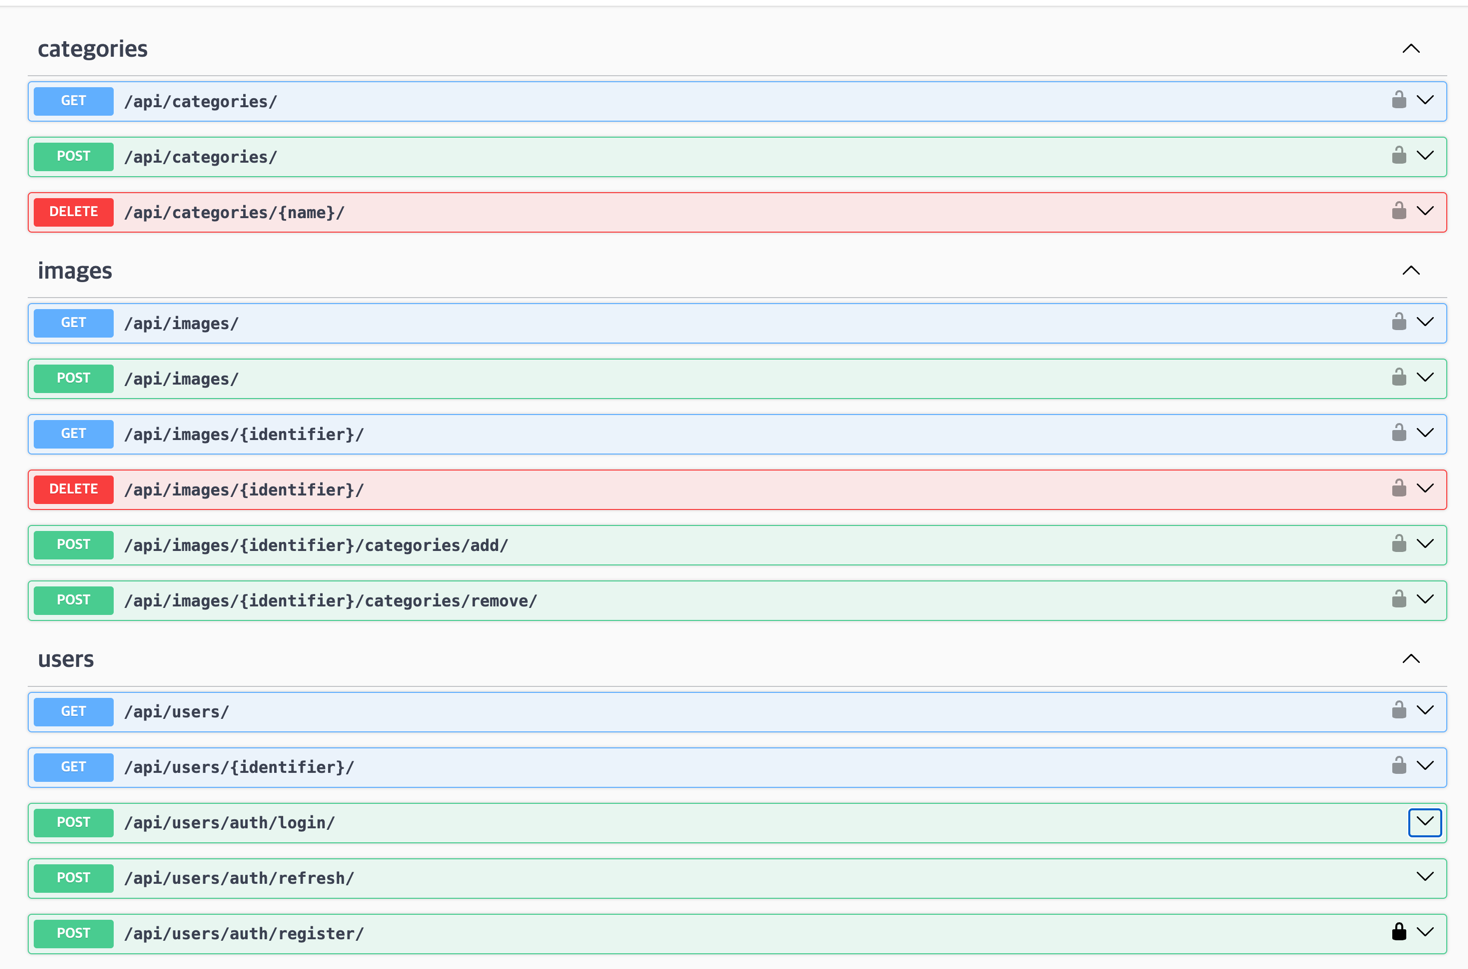 categories
GET /api/categories/
POST /api/categories/
DELETE /api/categories/{name}/
images
GET /api/images/
POST /api/images/
GET /api/images/{identifier}/
DELETE /api/images/{identifier}/
POST /api/images/{identifier}/categories/add/
POST /api/images/{identifier}/categories/remove/
users
GET /api/users/
GET /api/users/{identifier}/
POST /api/users/auth/login/
POST /api/users/auth/refresh/
POST /api/users/auth/register/